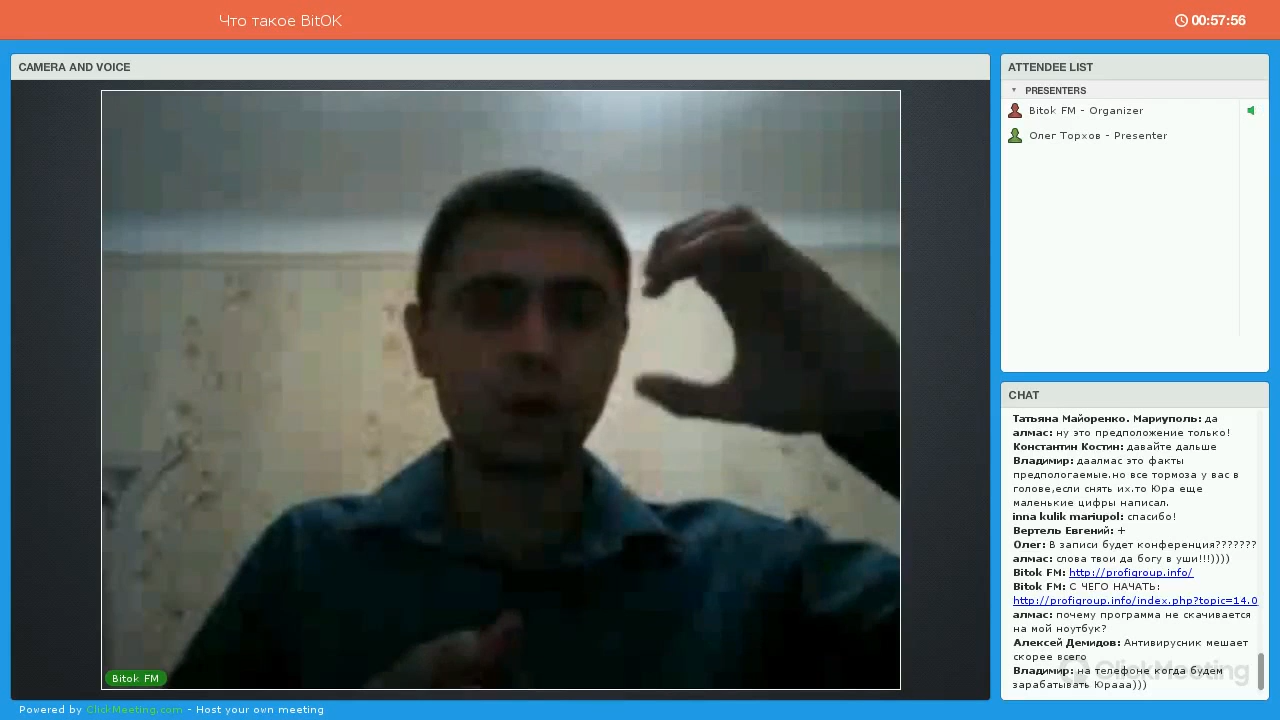 Что такое BitOK
00:57:56
CAMERA AND VOICE
ATTENDEE LIST
PRESENTERS
Bitok FM - Organizer
Олег Торхов - Presenter
CHAT
Татьяна Майоренко. Мариуполь: да
алмас: ну это предположение только!
Константин Костин: давайте дальше
Владимир: даалмас это факты
предпологаемые.но все тормоза у вас в
голове,если снять их.то Юра еще
маленькие цифры написал.
inna kulik mariupol: спасибо!
Вертель Евгений: +
Олег: В записи будет конференция???????
алмас: слова твои да богу в уши!!!))))
Bitok FM: http://profigroup.info/
Bitok FM: С ЧЕГО НАЧАТЬ:
http://profigroup.info/index.php?topic=14.0
алмас: почему программа не скачивается
на мой ноутбук?
Алексей Демидов: Антивирусник мешает
скорее всего
Владимир: на телефоне когда будем
зарабатывать Юрааа)))
ClickMeeting
Bitok FM
Powered by ClickMeeting.com - Host your own meeting